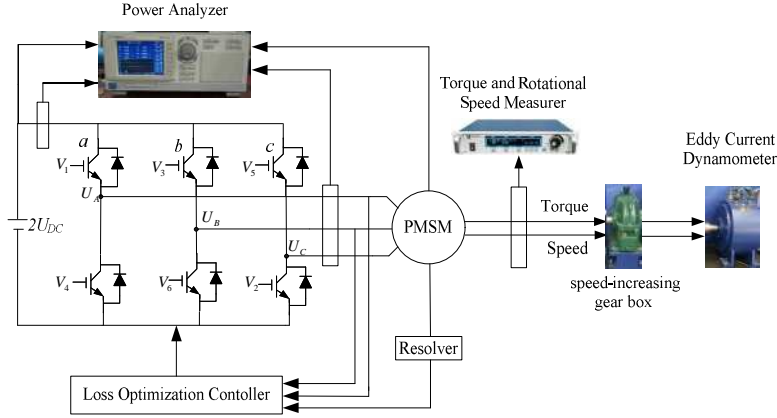 Power Analyzer
Torque and Rotational
Speed Measurer
Eddy Current
Dynamometer
a
b
c
V1
V3
V5
UA
UB
UC
2UDC
PMSM
Torque
Speed
speed-increasing
gear box
V4
V6
V2
Resolver
Loss Optimization Contoller